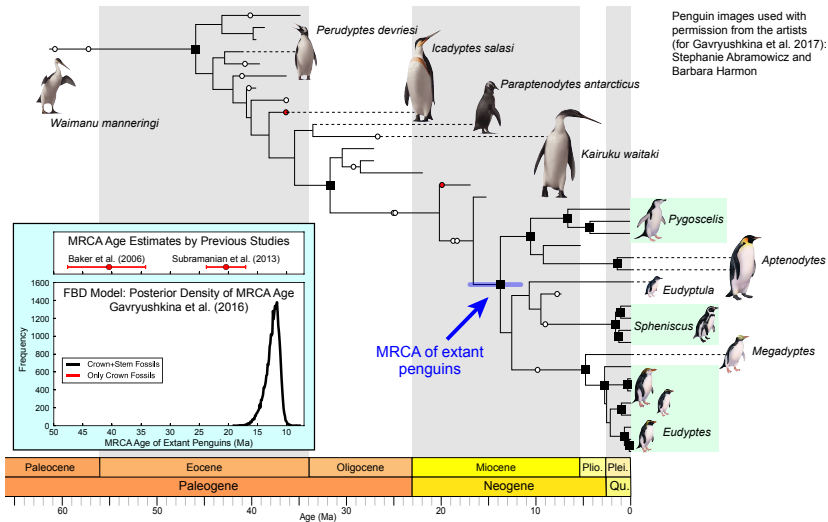 Penguin images used with
permission from the artists
(for Gavryushkina et al. 2017):
Stephanie Abramowicz and
Barbara Harmon
Perudyptes devriesi
Icadyptes salasi
Paraptenodytes antarcticus
Waimanu manneringi
Kairuku waitaki
Pygoscelis
Aptenodytes
Eudyptula
Spheniscus
Megadyptes
Eudyptes
MRCA of extant
penguins
MRCA Age Estimates by Previous Studies
Baker et al. (2006) Subramanian et al. (2013)
FBD Model: Posterior Density of MRCA Age
Gavryushkina et al. (2016)
Frequency
1600
1400
1200
1000
800
600
400
200
0
Crown+Stem Fossils
Only Crown Fossils
50 45 40 35 30 25 20 15 10
MRCA Age of Extant Penguins (Ma)
Paleocene Eocene Oligocene Miocene Plio. Plei.
Paleogene Neogene Qu.
60 50 40 30 20 10 0
Age (Ma)